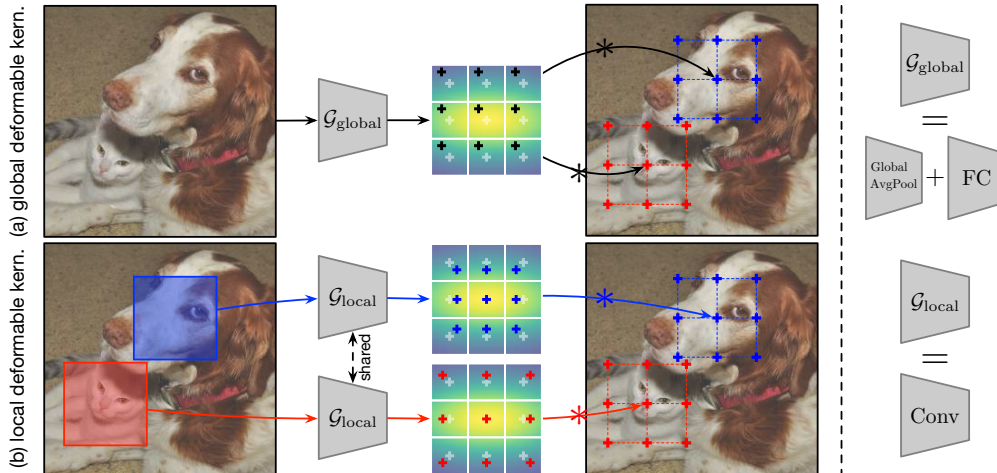 (a) global deformable kern.
𝒢global
𝒢global
=
Global
AvgPool
+
FC
(b) local deformable kern.
𝒢local
shared
𝒢local
𝒢local
=
Conv